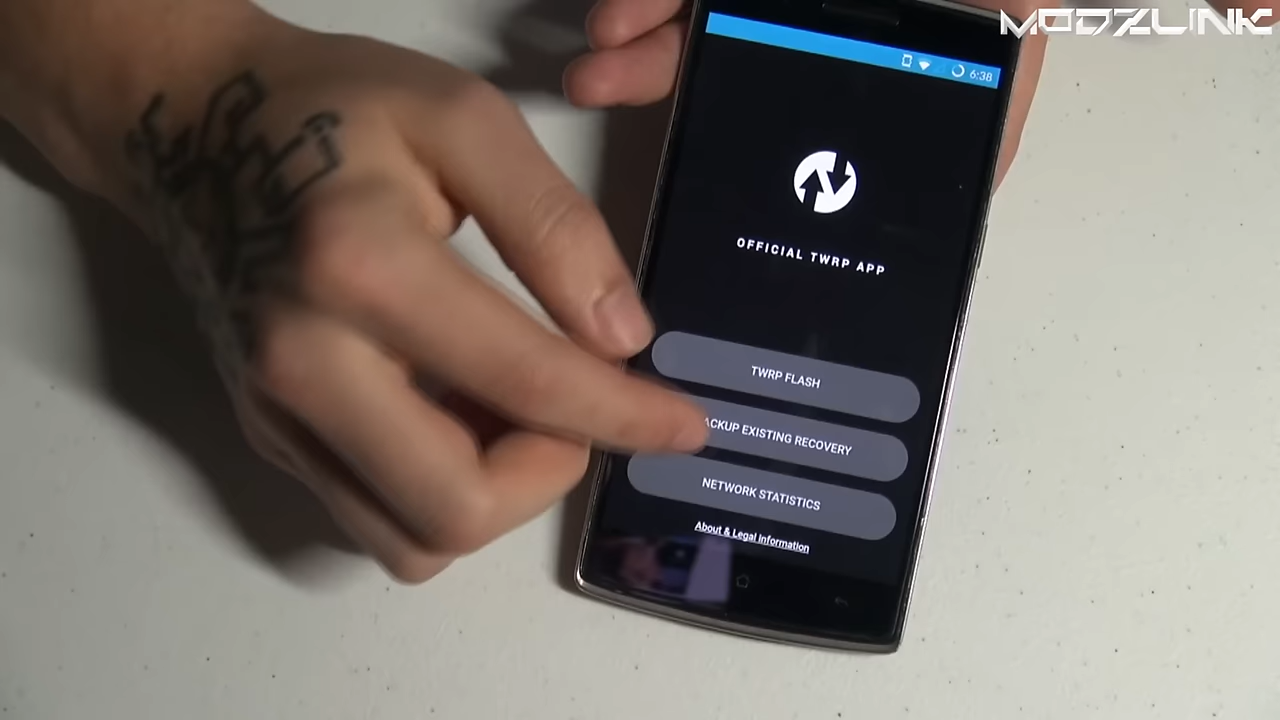 MODZLINK
6:38
OFFICIAL TWRP APP
TWRP FLASH
ACKUP EXISTING RECOVERY
NETWORK STATISTICS
About & Legal Information